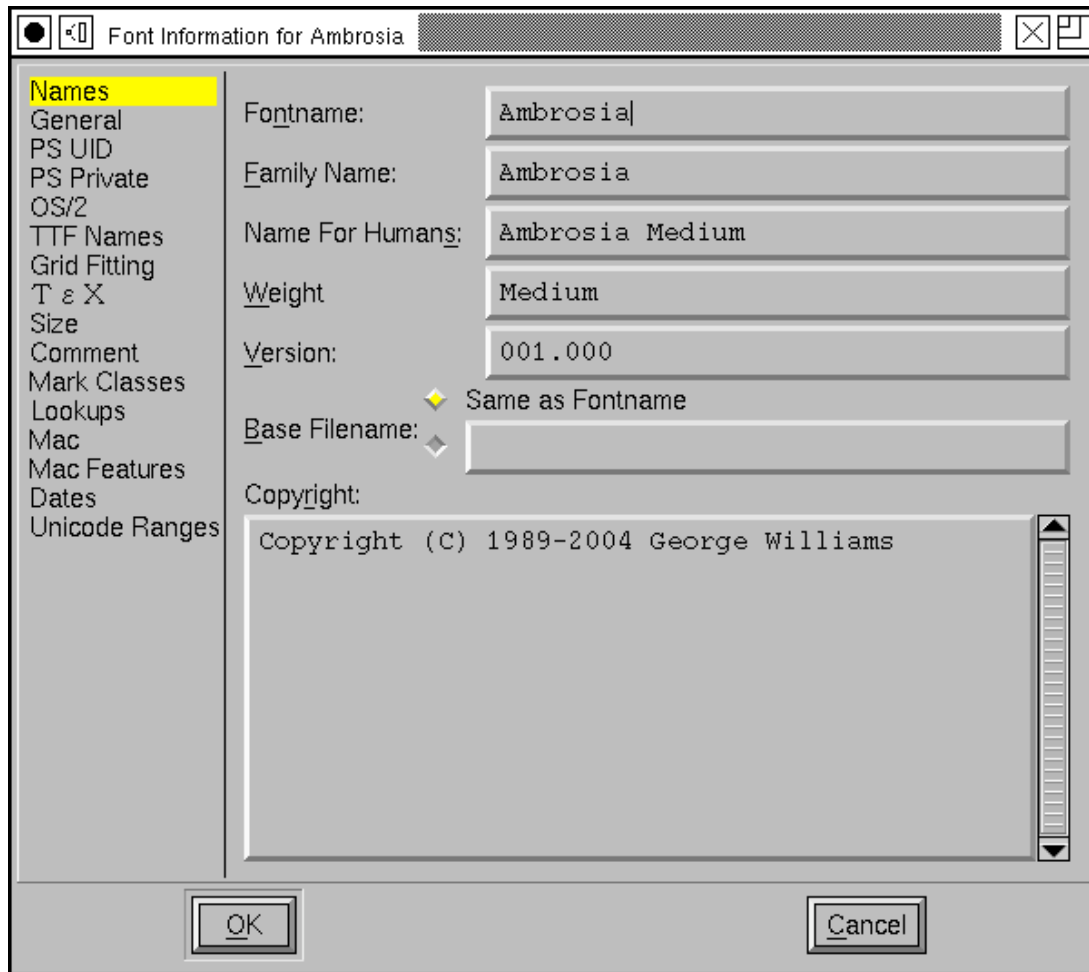 Font Information for Ambrosia
Names
General
PS UID
PS Private
OS/2
TTF Names
Grid Fitting
Τ ε Χ
Size
Comment
Mark Classes
Lookups
Mac
Mac Features
Dates
Unicode Ranges
Fontname: Ambrosia
Family Name: Ambrosia
Name For Humans: Ambrosia Medium
Weight Medium
Version: 001.000
Same as Fontname
Base Filename:
Copyright:
Copyright (C) 1989-2004 George Williams
OK Cancel